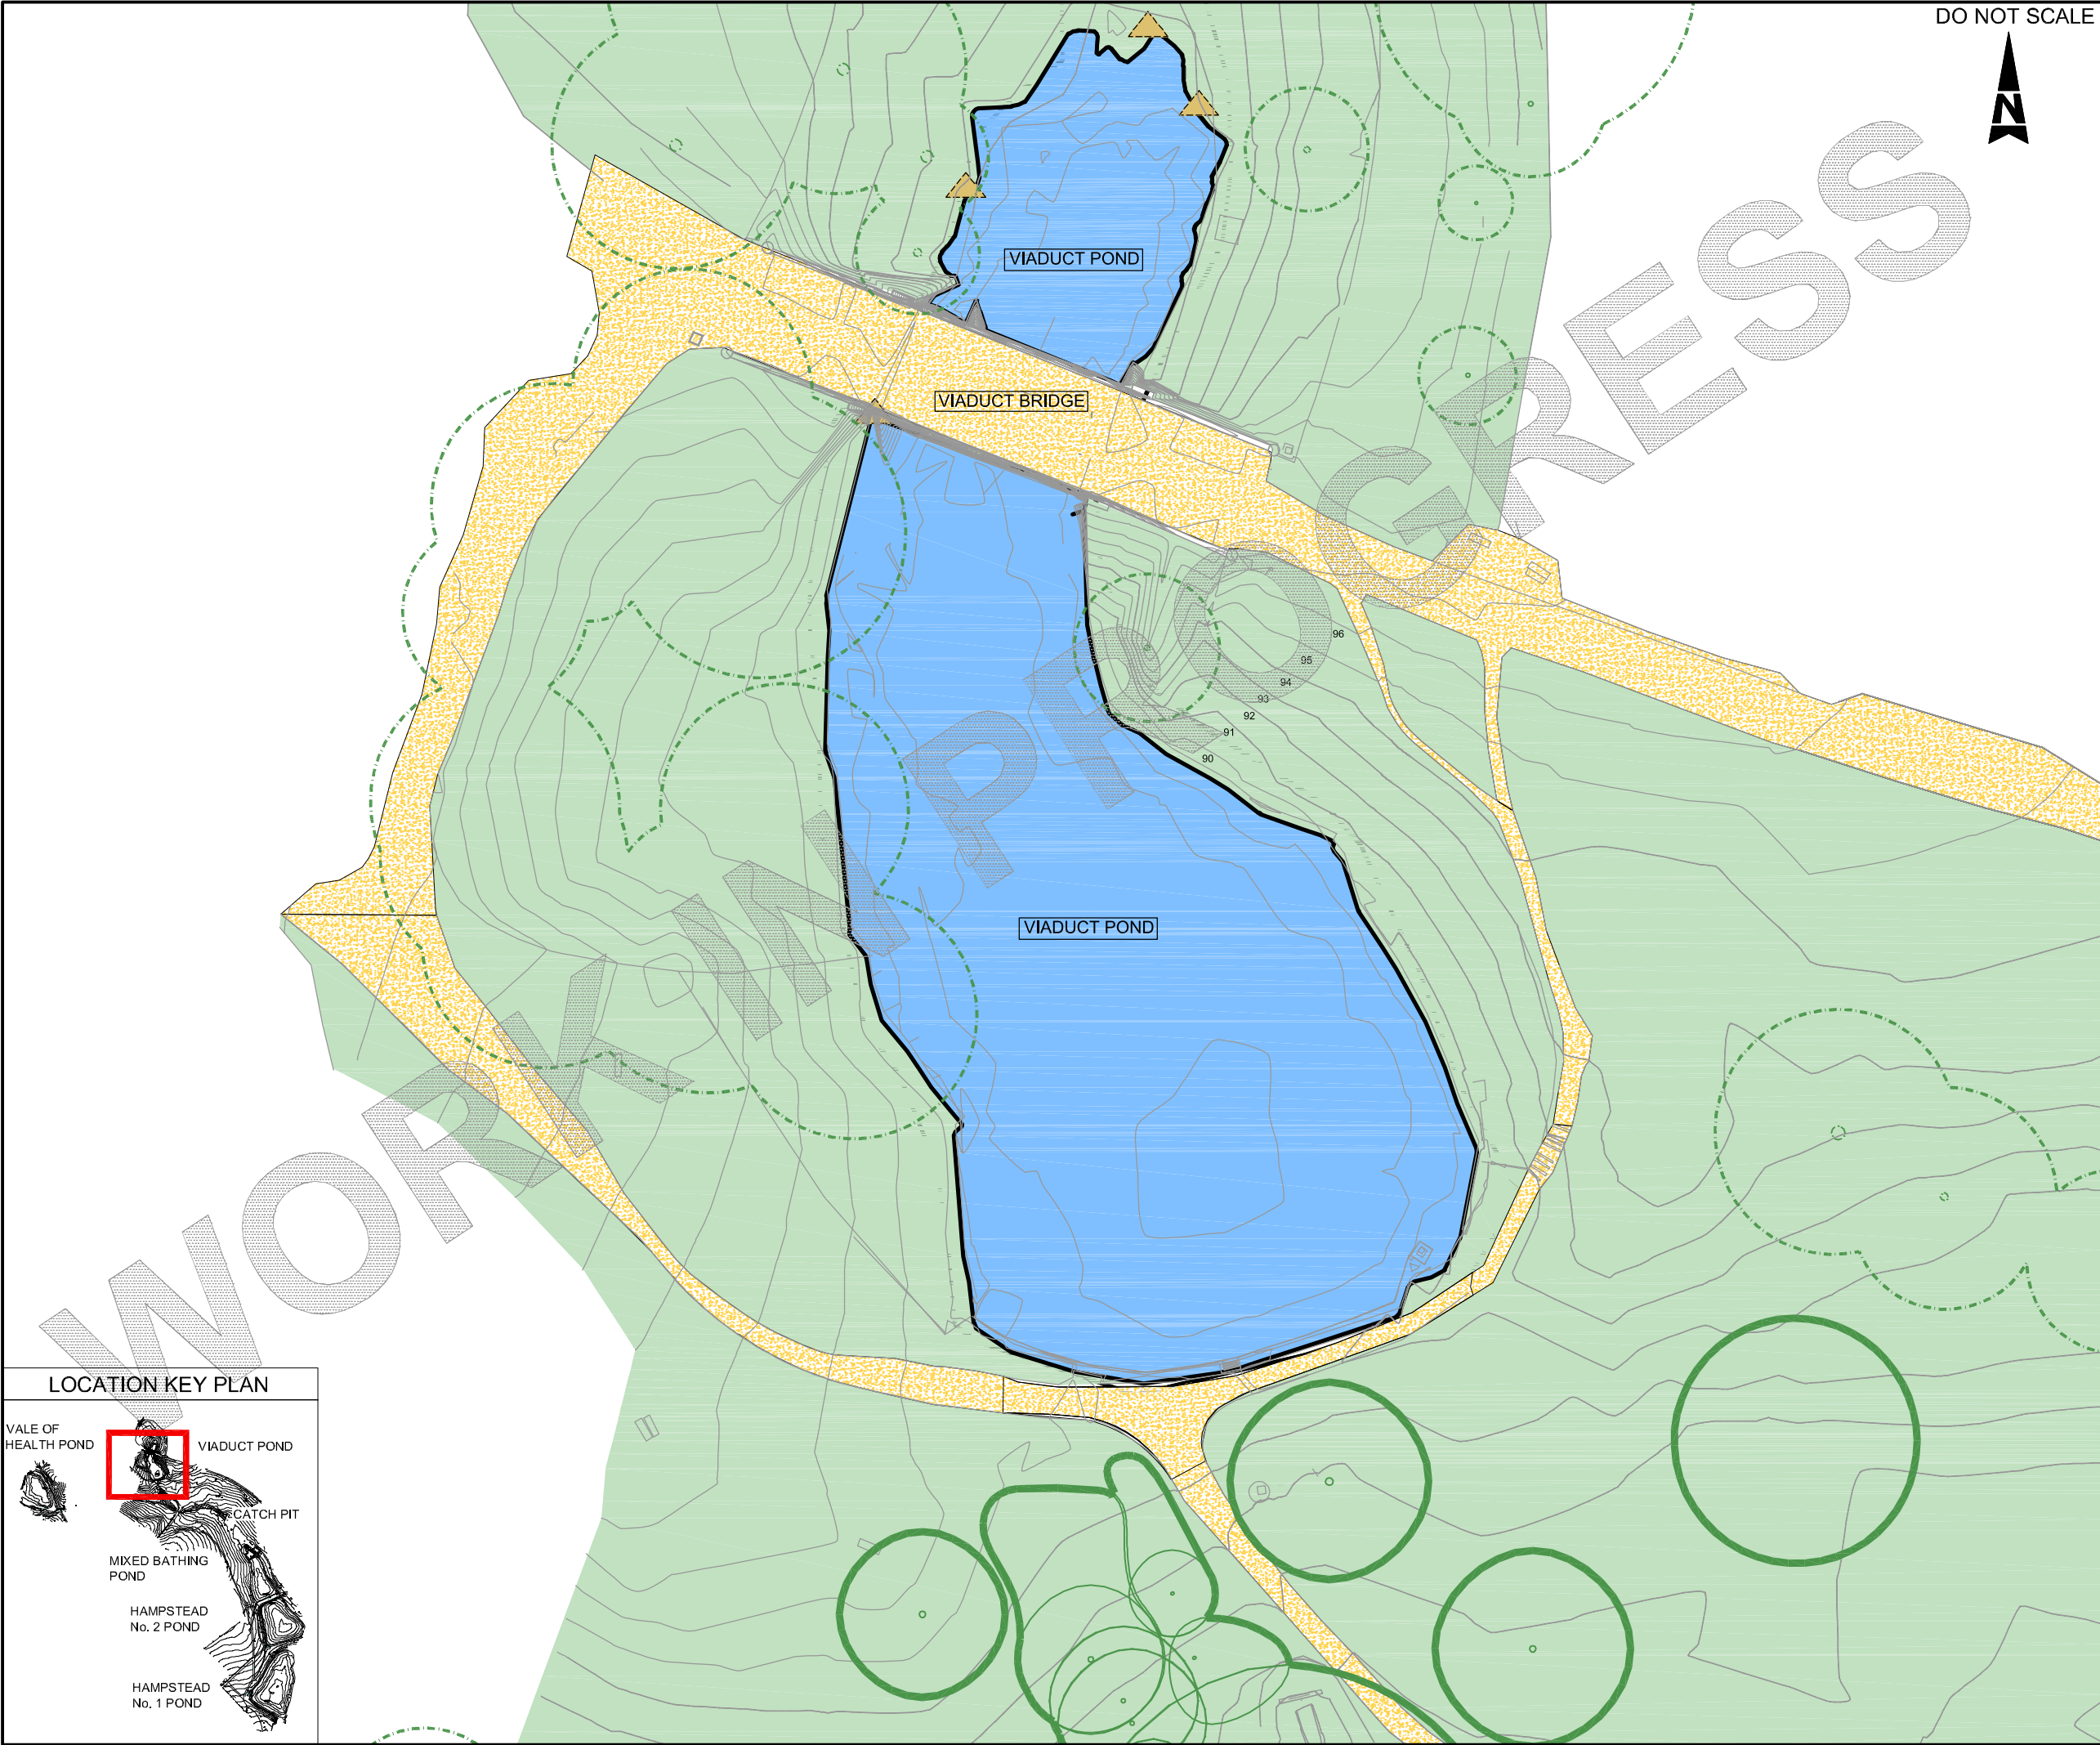 DO NOT SCALE
N
VIADUCT POND
VIADUCT BRIDGE
96
95
94
93
92
91
90
VIADUCT POND
WORK IN PROGRESS
LOCATION KEY PLAN
VALE OF
HEALTH POND
VIADUCT POND
CATCH PIT
MIXED BATHING
POND
HAMPSTEAD
No. 2 POND
HAMPSTEAD
No. 1 POND